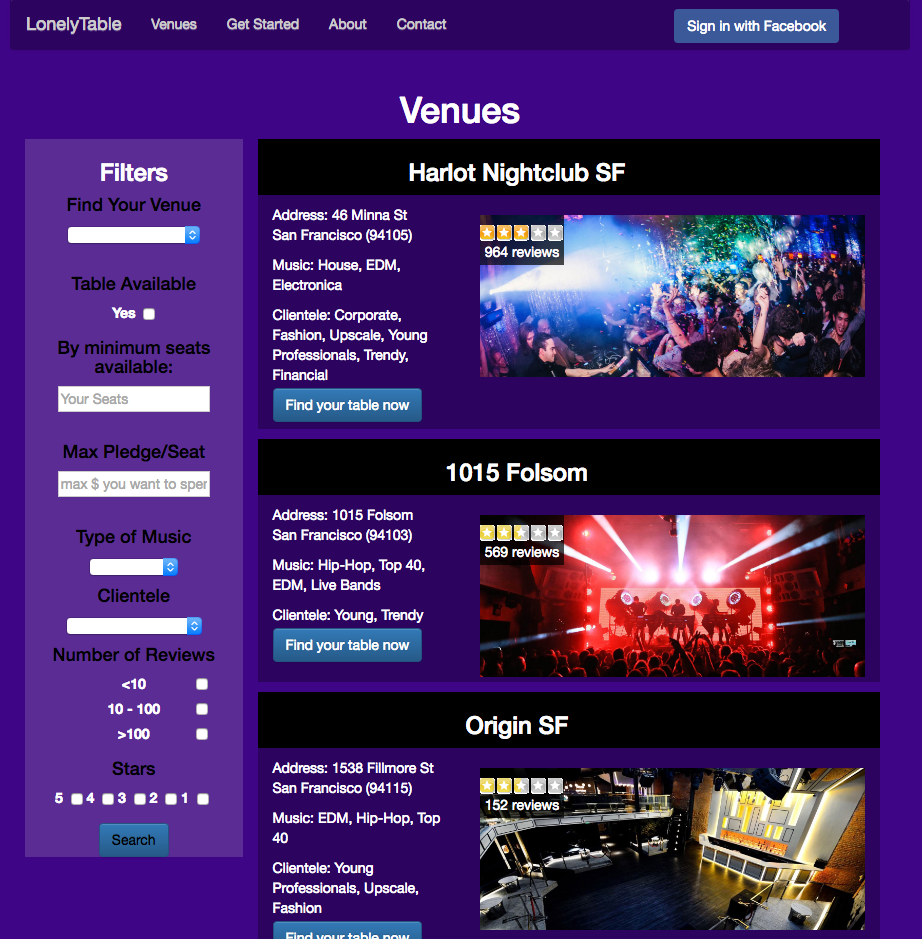 LonelyTable Venues Get Started About Contact Sign in with Facebook
Venues
Filters
Find Your Venue
Table Available
Yes
By minimum seats
available:
Your Seats
Max Pledge/Seat
max $ you want to sper
Type of Music
Clientele
Number of Reviews
<10
10 - 100
>100
Stars
5 4 3 2 1
Search
Harlot Nightclub SF
Address: 46 Minna St
San Francisco (94105)
Music: House, EDM,
Electronica
Clientele: Corporate,
Fashion, Upscale, Young
Professionals, Trendy,
Financial
Find your table now
964 reviews
1015 Folsom
Address: 1015 Folsom
San Francisco (94103)
Music: Hip-Hop, Top 40,
EDM, Live Bands
Clientele: Young, Trendy
Find your table now
569 reviews
Origin SF
Address: 1538 Fillmore St
San Francisco (94115)
Music: EDM, Hip-Hop, Top
40
Clientele: Young
Professionals, Upscale,
Fashion
Find your table now
152 reviews